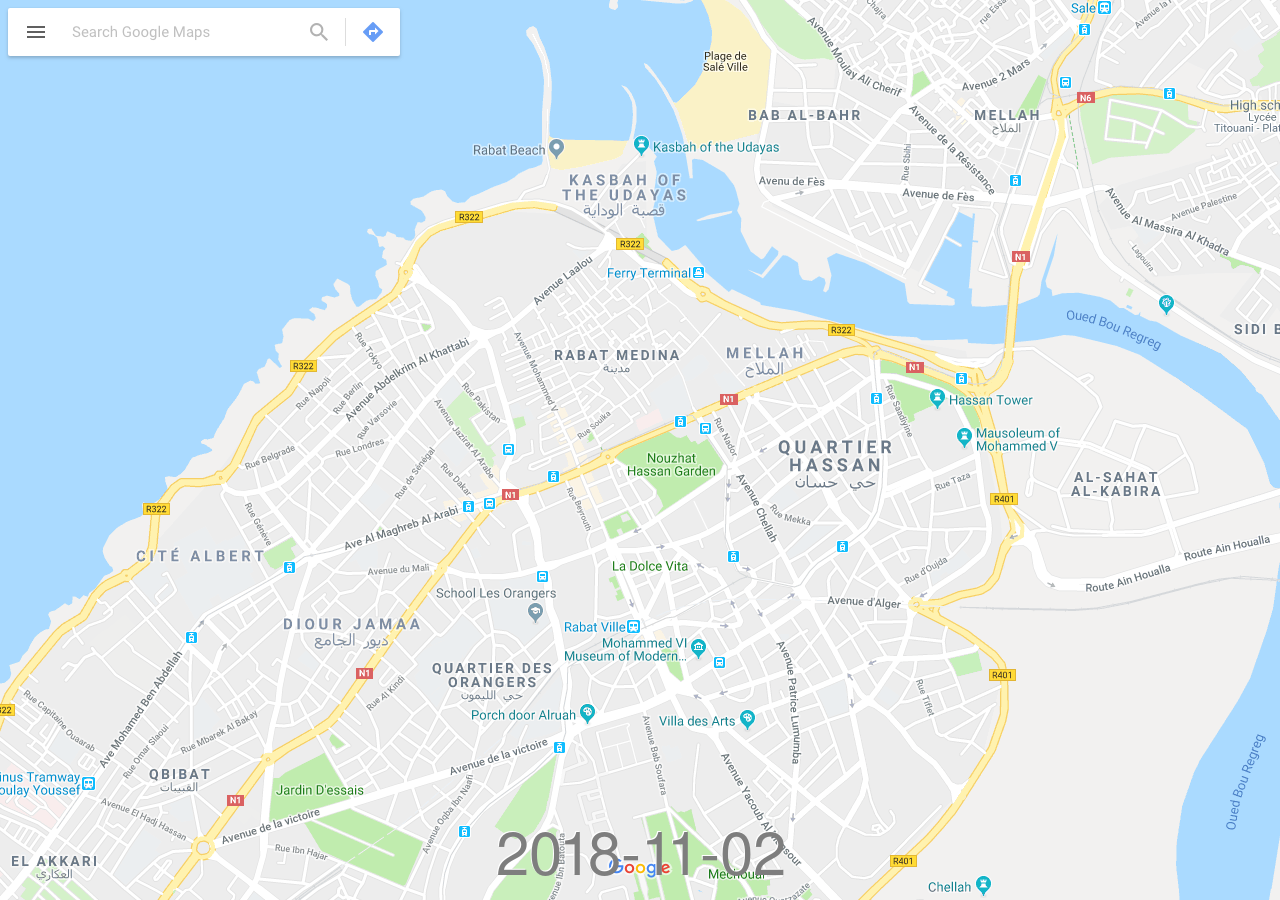 Search Google Maps
Sale
Rue Chajra
Plage de
Salé Ville
Avenue Moulay Ali Cherif
Avenue 2 Mars
N6
High sch
Lycée
Titouani - Plat
BAB AL-BAHR
MELLAH
الملاح
Rabat Beach
Kasbah of the Udayas
KASBAH OF
THE UDAYAS
قصبة الوداية
Avenue de la Résistance
Rue Sbihi
Avenu de Fès
Avenue de Fès
Avenue Palestine
Avenue Al Massira Al Khadra
Lagouira
R322
R322
N1
Avenue Laalou
Ferry Terminal
Oued Bou Regreg
SIDI B
R322
RABAT MEDINA
مدينة
MELLAH
الملاح
Rue Tokyo
Avenue Abdelkrim Al Khattabi
Avenue Mohammed V
R322
N1
Rue Napoli
Rue Berlin
Rue Varsovie
Rue Pakistan
N1
Hassan Tower
Rue Saadiyine
Mausoleum of
Mohammed V
Rue Souika
Rue Nador
QUARTIER
HASSAN
حي حسان
Rue Belgrade
Rue Londres
Rue de Sénégal
Avenue Jazirat Al Arabe
Rue Dakar
Nouzhat
Hassan Garden
AL-SAHAT
AL-KABIRA
Rue Taza
N1
R401
R322
Rue Genève
Ave Al Maghreb Al Arabi
Rue Beyrouth
Avenue Chellah
Rue Mekka
CITÉ ALBERT
Avenue du Mali
La Dolce Vita
Rue d'Oujda
Route Ain Houalla
Route Ain Houalla
School Les Orangers
Avenue d'Alger
DIOUR JAMAA
ديور الجامع
Rabat Ville
Mohammed VI
Museum of Modern...
Avenue Patrice Lumumba
QUARTIER DES
ORANGERS
حي الليمون
N1
R401
Rue Al Kindi
Rue Tiflet
R322
Rue Capitaine Ouaarab
Ave Mohamed Ben Abdellah
Rue Omar Slaoui
Rue Mbarek Al Bakay
Porch door Alruah
Villa des Arts
Avenue Bab Soufara
Avenue de la victoire
Oued Bou Regreg
inus Tramway
oulay Youssef
QBIBAT
القبيبات
Jardin D'essais
N1
Avenue El Hadj Hassan
Avenue de la victoire
Avenue Oqba Ibn Naafi
Avenue Yacoub Al Mansour
Rue Ibn Hajar
EL AKKARI
العكاري
2018-11-02
Google
Mechouar
R401
Chellah